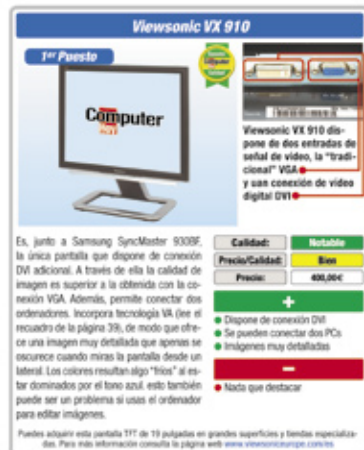 Viewsonic VX 910
1er Puesto
Computer
Viewsonic VX 910 dis-
pone de dos entradas de
señal de video, la "tradi-
cional" VGA
y uan conexión de video
digital DVI
Es, junto a Samsung SyncMaster 930BF,
la única pantalla que dispone de conexión
DVI adicional. A través de ella la calidad de
imagen es superior a la obtenida con la co-
nexión VGA. Además, permite conectar dos
ordenadores. Incorpora tecnología VA (lee el
recuadro de la página 39), de modo que ofre-
ce una imagen muy detallada que apenas se
oscurece cuando miras la pantalla desde un
lateral. Los colores resultan algo "fríos" al es-
tar dominados por el tono azul, esto también
puede ser un problema si usas el ordenador
para editar imágenes.
Calidad: Notable
Precio/Calidad: Bien
Precio: 400,00€
+
Dispone de conexión DVI
Se pueden conectar dos PCs
Imágenes muy detalladas
−
Nada que destacar
Puedes adquirir esta pantalla TFT de 19 pulgadas en grandes superficies y tiendas especializa-
das. Para más información consulta la página web www.viewsoniceurope.com/es